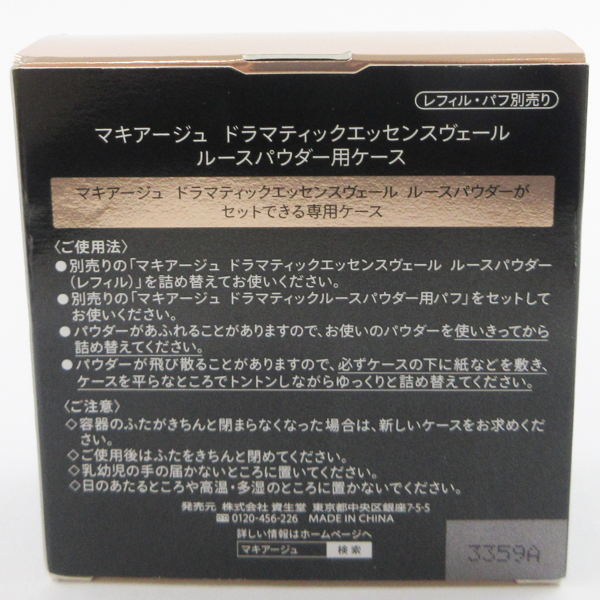 レフィル・パフ別売り
マキアージュ ドラマティックエッセンスヴェール
ルースパウダー用ケース
マキアージュ ドラマティックエッセンスヴェール ルースパウダーが
セットできる専用ケース
〈ご使用法〉
●別売りの「マキアージュ ドラマティックエッセンスヴェール ルースパウダー
(レフィル)」を詰め替えてお使いください。
●別売りの「マキアージュ ドラマティックルースパウダー用パフ」をセットして
お使いください。
●パウダーがあふれることがありますので、お使いのパウダーを使いきってから
詰め替えてください。
●パウダーが飛び散ることがありますので、必ずケースの下に紙などを敷き、
ケースを平らなところでトントンしながらゆっくりと詰め替えてください。
〈ご注意〉
◇容器のふたがきちんと閉まらなくなった場合は、新しいケースをお求めくだ
さい。
◇ご使用後はふたをきちんと閉めてください。
◇乳幼児の手の届かないところに置いてください。
◇日のあたるところや高温・多湿のところに置かないでください。
発売元 株式会社 資生堂 東京都中央区銀座7-5-5
0120-456-226 MADE IN CHINA
詳しい情報はホームページへ
マキアージュ 検索
3359A